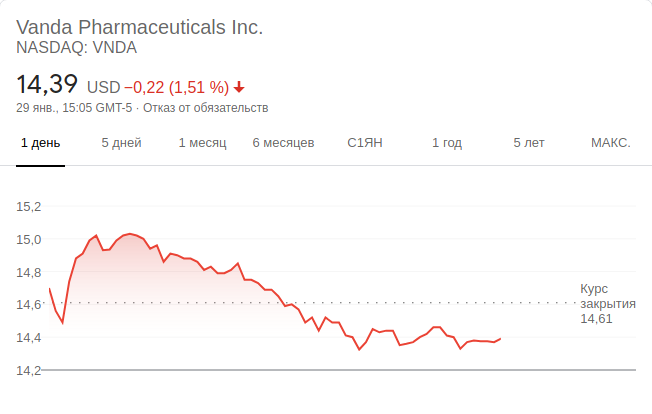 Vanda Pharmaceuticals Inc.
NASDAQ: VNDA
14,39 USD −0,22 (1,51 %)
29 янв., 15:05 GMT-5 · Отказ от обязательств
1 день 5 дней 1 месяц 6 месяцев С1ЯН 1 год 5 лет МАКС.
15,2
15,0
14,8
14,6
14,4
14,2
Курс
закрытия
14,61